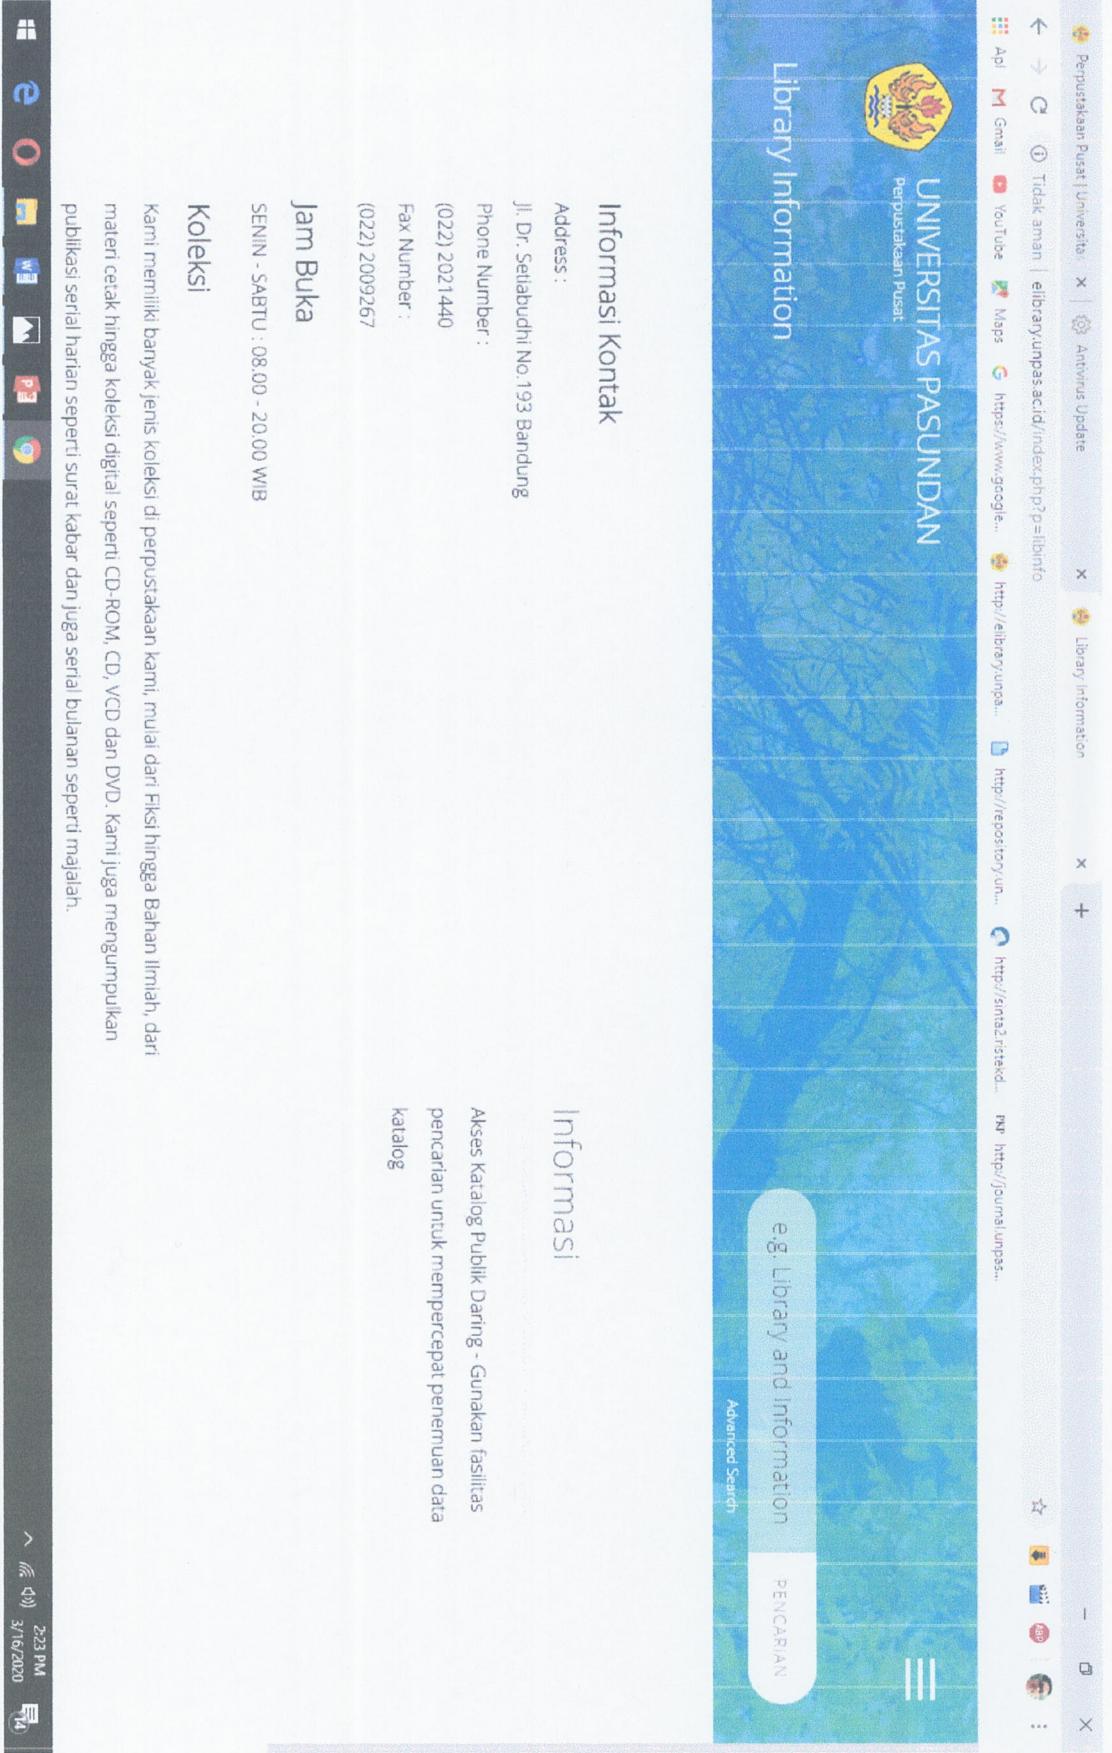 Perpustakaan Pusat | Universita
Antivirus Update
Library Information
Tidak aman | elibrary.unpas.ac.id/index.php?p=libinfo
Apl
Gmail
YouTube
Maps
https://www.google...
http://elibrary.unpa...
http://repository.un...
http://sinta2.ristekd...
PKP http://journal.unpas...
ABP
UNIVERSITAS PASUNDAN
Perpustakaan Pusat
Library Information
e.g. Library and Information
PENCARIAN
Advanced Search
Informasi Kontak
Address :
Jl. Dr. Setiabudhi No.193 Bandung
Phone Number :
(022) 2021440
Fax Number :
(022) 2009267
Jam Buka
SENIN - SABTU : 08.00 - 20.00 WIB
Koleksi
Kami memiliki banyak jenis koleksi di perpustakaan kami, mulai dari Fiksi hingga Bahan Ilmiah, dari
materi cetak hingga koleksi digital seperti CD-ROM, CD, VCD dan DVD. Kami juga mengumpulkan
publikasi serial harian seperti surat kabar dan juga serial bulanan seperti majalah.
Informasi
Akses Katalog Publik Daring - Gunakan fasilitas
pencarian untuk mempercepat penemuan data
katalog
2:23 PM
3/16/2020
14